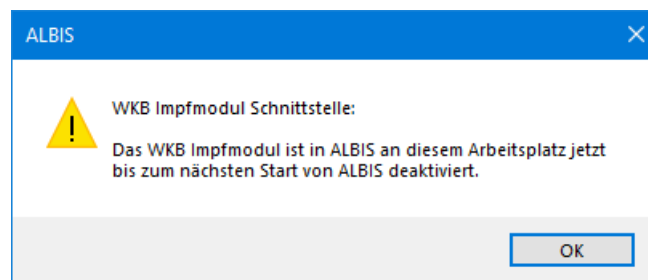 ALBIS
WKB Impfmodul Schnittstelle:
Das WKB Impfmodul ist in ALBIS an diesem Arbeitsplatz jetzt
bis zum nächsten Start von ALBIS deaktiviert.
OK